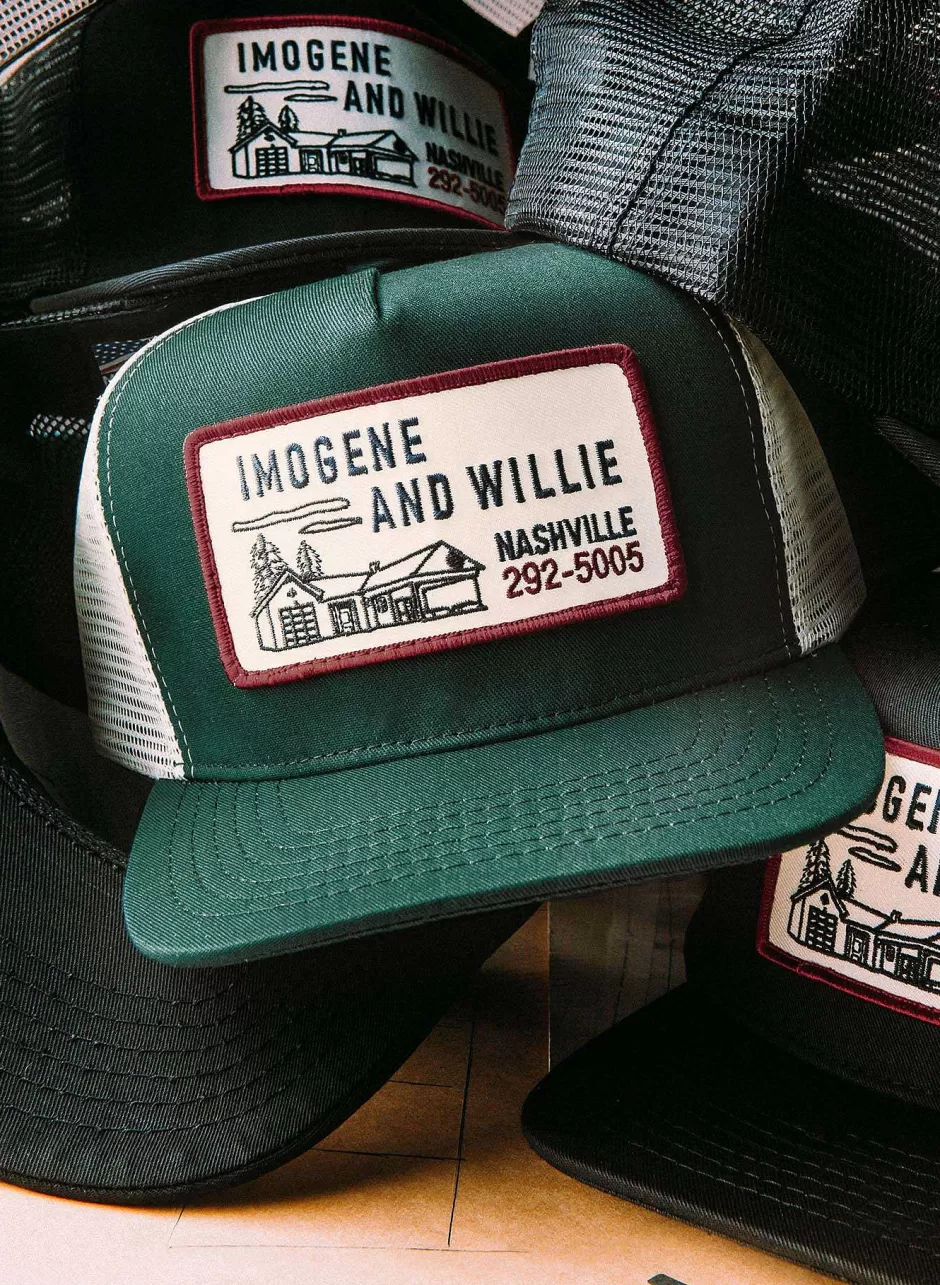 IMOGENE
AND WILLIE
NASHVILLE
292-5005
IMOGENE
AND WILLIE
NASHVILLE
292-5005